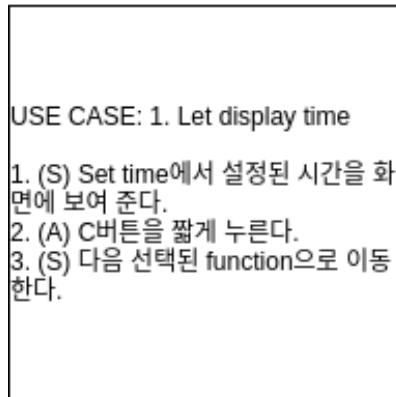 USE CASE: 1. Let display time
1. (S) Set time에서 설정된 시간을 화
면에 보여 준다.
2. (A) C버튼을 짧게 누른다.
3. (S) 다음 선택된 function으로 이동
한다.